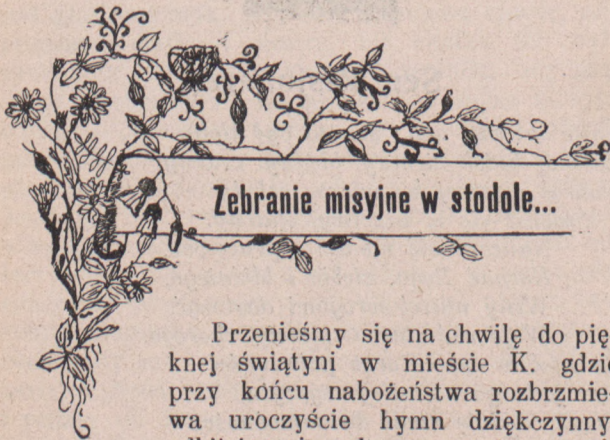 Zebranie misyjne w stodole...
Przenieśmy się na chwilę do pię-
knej świątyni w mieście K. gdzie
przy końcu nabożeństwa rozbrzmie-
wa uroczyście hymn dziękczynny